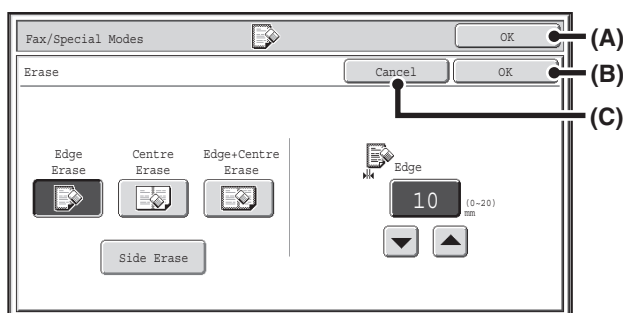 Fax/Special Modes
OK
(A)
Erase
Cancel
OK
(B)
(C)
Edge
Erase
Centre
Erase
Edge+Centre
Erase
Edge
10
(0~20)
mm
Side Erase